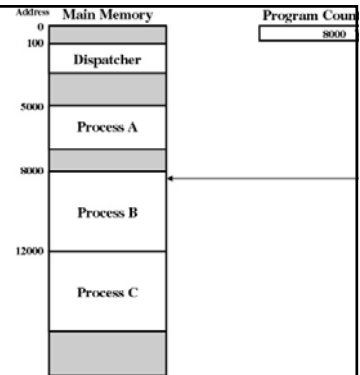 Address Main Memory Program Coun
0
8000
100
Dispatcher
5000
Process A
8000
Process B
12000
Process C